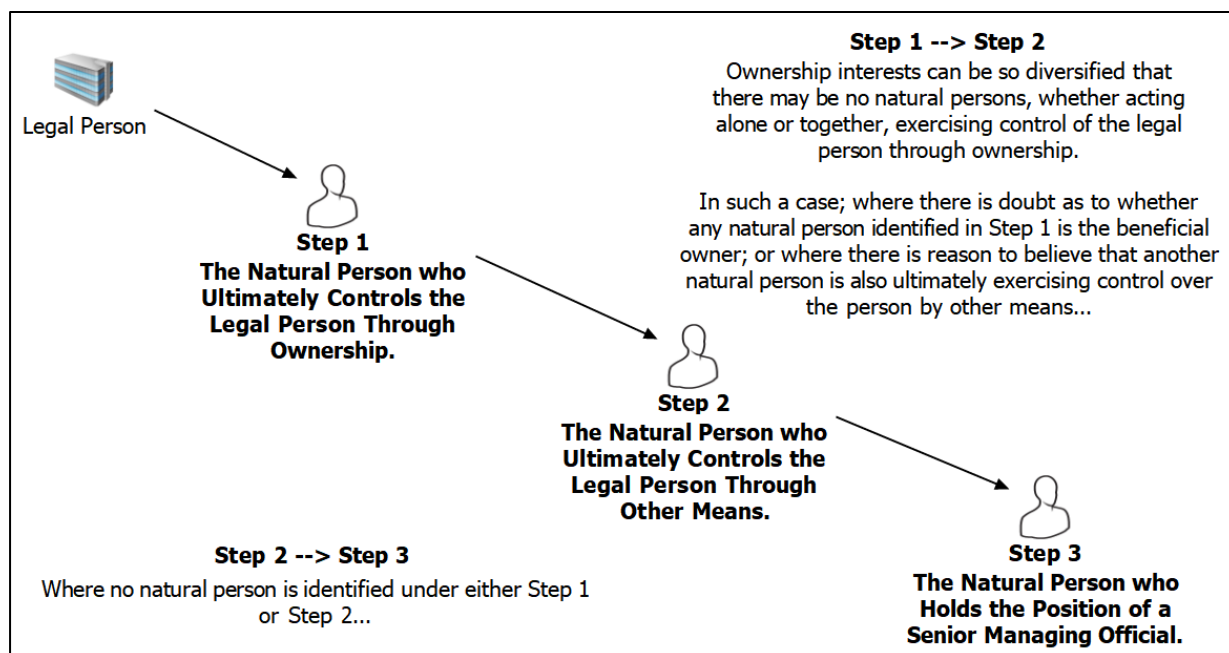 Legal Person
Step 1 --> Step 2
Ownership interests can be so diversified that
there may be no natural persons, whether acting
alone or together, exercising control of the legal
person through ownership.
In such a case; where there is doubt as to whether
any natural person identified in Step 1 is the beneficial
owner; or where there is reason to believe that another
natural person is also ultimately exercising control over
the person by other means...
Step 1
The Natural Person who
Ultimately Controls the
Legal Person Through
Ownership.
Step 2
The Natural Person who
Ultimately Controls the
Legal Person Through
Other Means.
Step 2 --> Step 3
Where no natural person is identified under either Step 1
or Step 2...
Step 3
The Natural Person who
Holds the Position of a
Senior Managing Official.